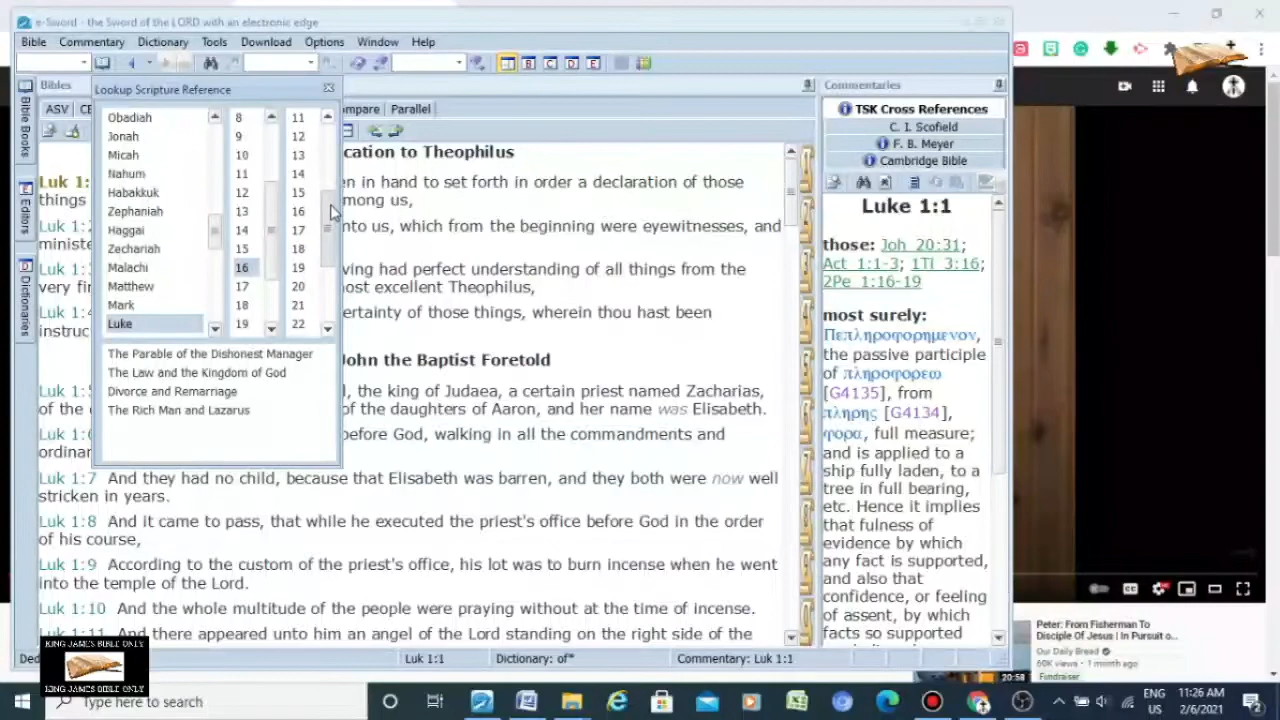 e-Sword - the Sword of the LORD with an electronic edge
Bible Commentary Dictionary Tools Download Options Window Help
Bible Books
Editors
Dictionaries
Bibles
ASV
Compare Parallel
Lookup Scripture Reference
Obadiah 8 11
Jonah 9 12
Micah 10 13
Nahum 11 14
Habakkuk 12 15
Zephaniah 13 16
Haggai 14 17
Zechariah 15 18
Malachi 16 19
Matthew 17 20
Mark 18 21
Luke 19 22
The Parable of the Dishonest Manager
The Law and the Kingdom of God
Divorce and Remarriage
The Rich Man and Lazarus
cation to Theophilus
Luk 1: en in hand to set forth in order a declaration of those
things mong us,
Luk 1:2 nto us, which from the beginning were eyewitnesses, and
ministe
Luk 1:3 ving had perfect understanding of all things from the
very fir ost excellent Theophilus,
Luk 1:4 ertainty of those things, wherein thou hast been
instruc
John the Baptist Foretold
Luk 1:5 l, the king of Judaea, a certain priest named Zacharias,
of the of the daughters of Aaron, and her name was Elisabeth.
Luk 1:6 before God, walking in all the commandments and
ordinan
Luk 1:7 And they had no child, because that Elisabeth was barren, and they both were now well
stricken in years.
Luk 1:8 And it came to pass, that while he executed the priest's office before God in the order
of his course,
Luk 1:9 According to the custom of the priest's office, his lot was to burn incense when he went
into the temple of the Lord.
Luk 1:10 And the whole multitude of the people were praying without at the time of incense.
Luk 1:11 And there appeared unto him an angel of the Lord standing on the right side of the
Ded Luk 1:1 Dictionary: of* Commentary: Luk 1:1
Commentaries
TSK Cross References
C. I. Scofield
F. B. Meyer
Cambridge Bible
Luke 1:1
those: Joh 20:31;
Act 1:1-3; 1Ti 3:16;
2Pe 1:16-19
most surely:
Πεπληροφορημενον,
the passive participle
of πληροφορεω
[G4135], from
πληρης [G4134],
φορα, full measure;
and is applied to a
ship fully laden, to a
tree in full bearing,
etc. Hence it implies
that fulness of
evidence by which
any fact is supported,
and also that
confidence, or feeling
of assent, by which
facts so supported
Peter: From Fisherman To
Disciple Of Jesus | In Pursuit o...
Our Daily Bread
60K views • 1 month ago
Fundraiser
20:58
KING JAMES BIBLE ONLY
KING JAMES BIBLE ONLY
Type here to search
ENG
US
11:26 AM
2/6/2021
2